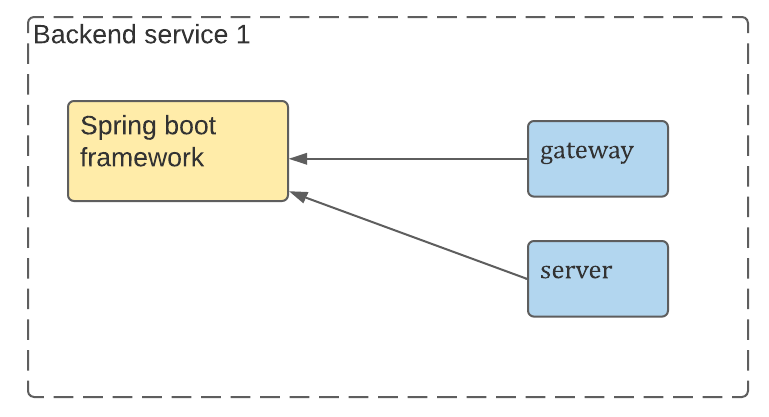 Backend service 1
Spring boot
framework
gateway
server